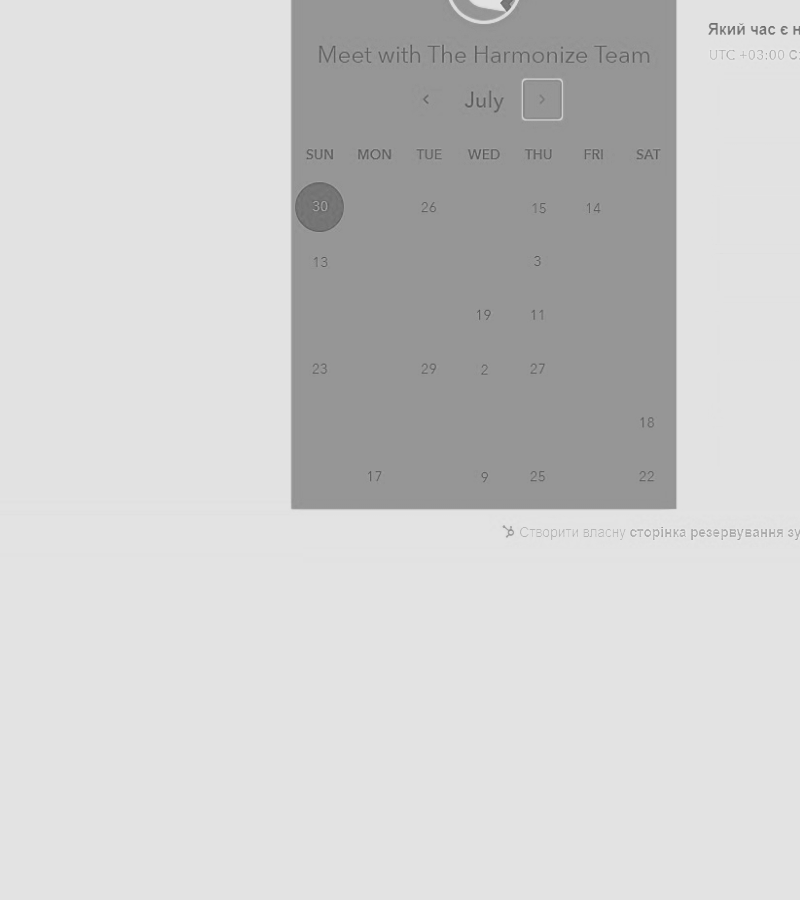 Який час є н
Meet with The Harmonize Team
UTC +03:00
July
SUN MON TUE WED THU FRI SAT
30 26 15 14
13 3
19 11
23 29 2 27
18
17 9 25 22
Створити власну сторінка резервування зу